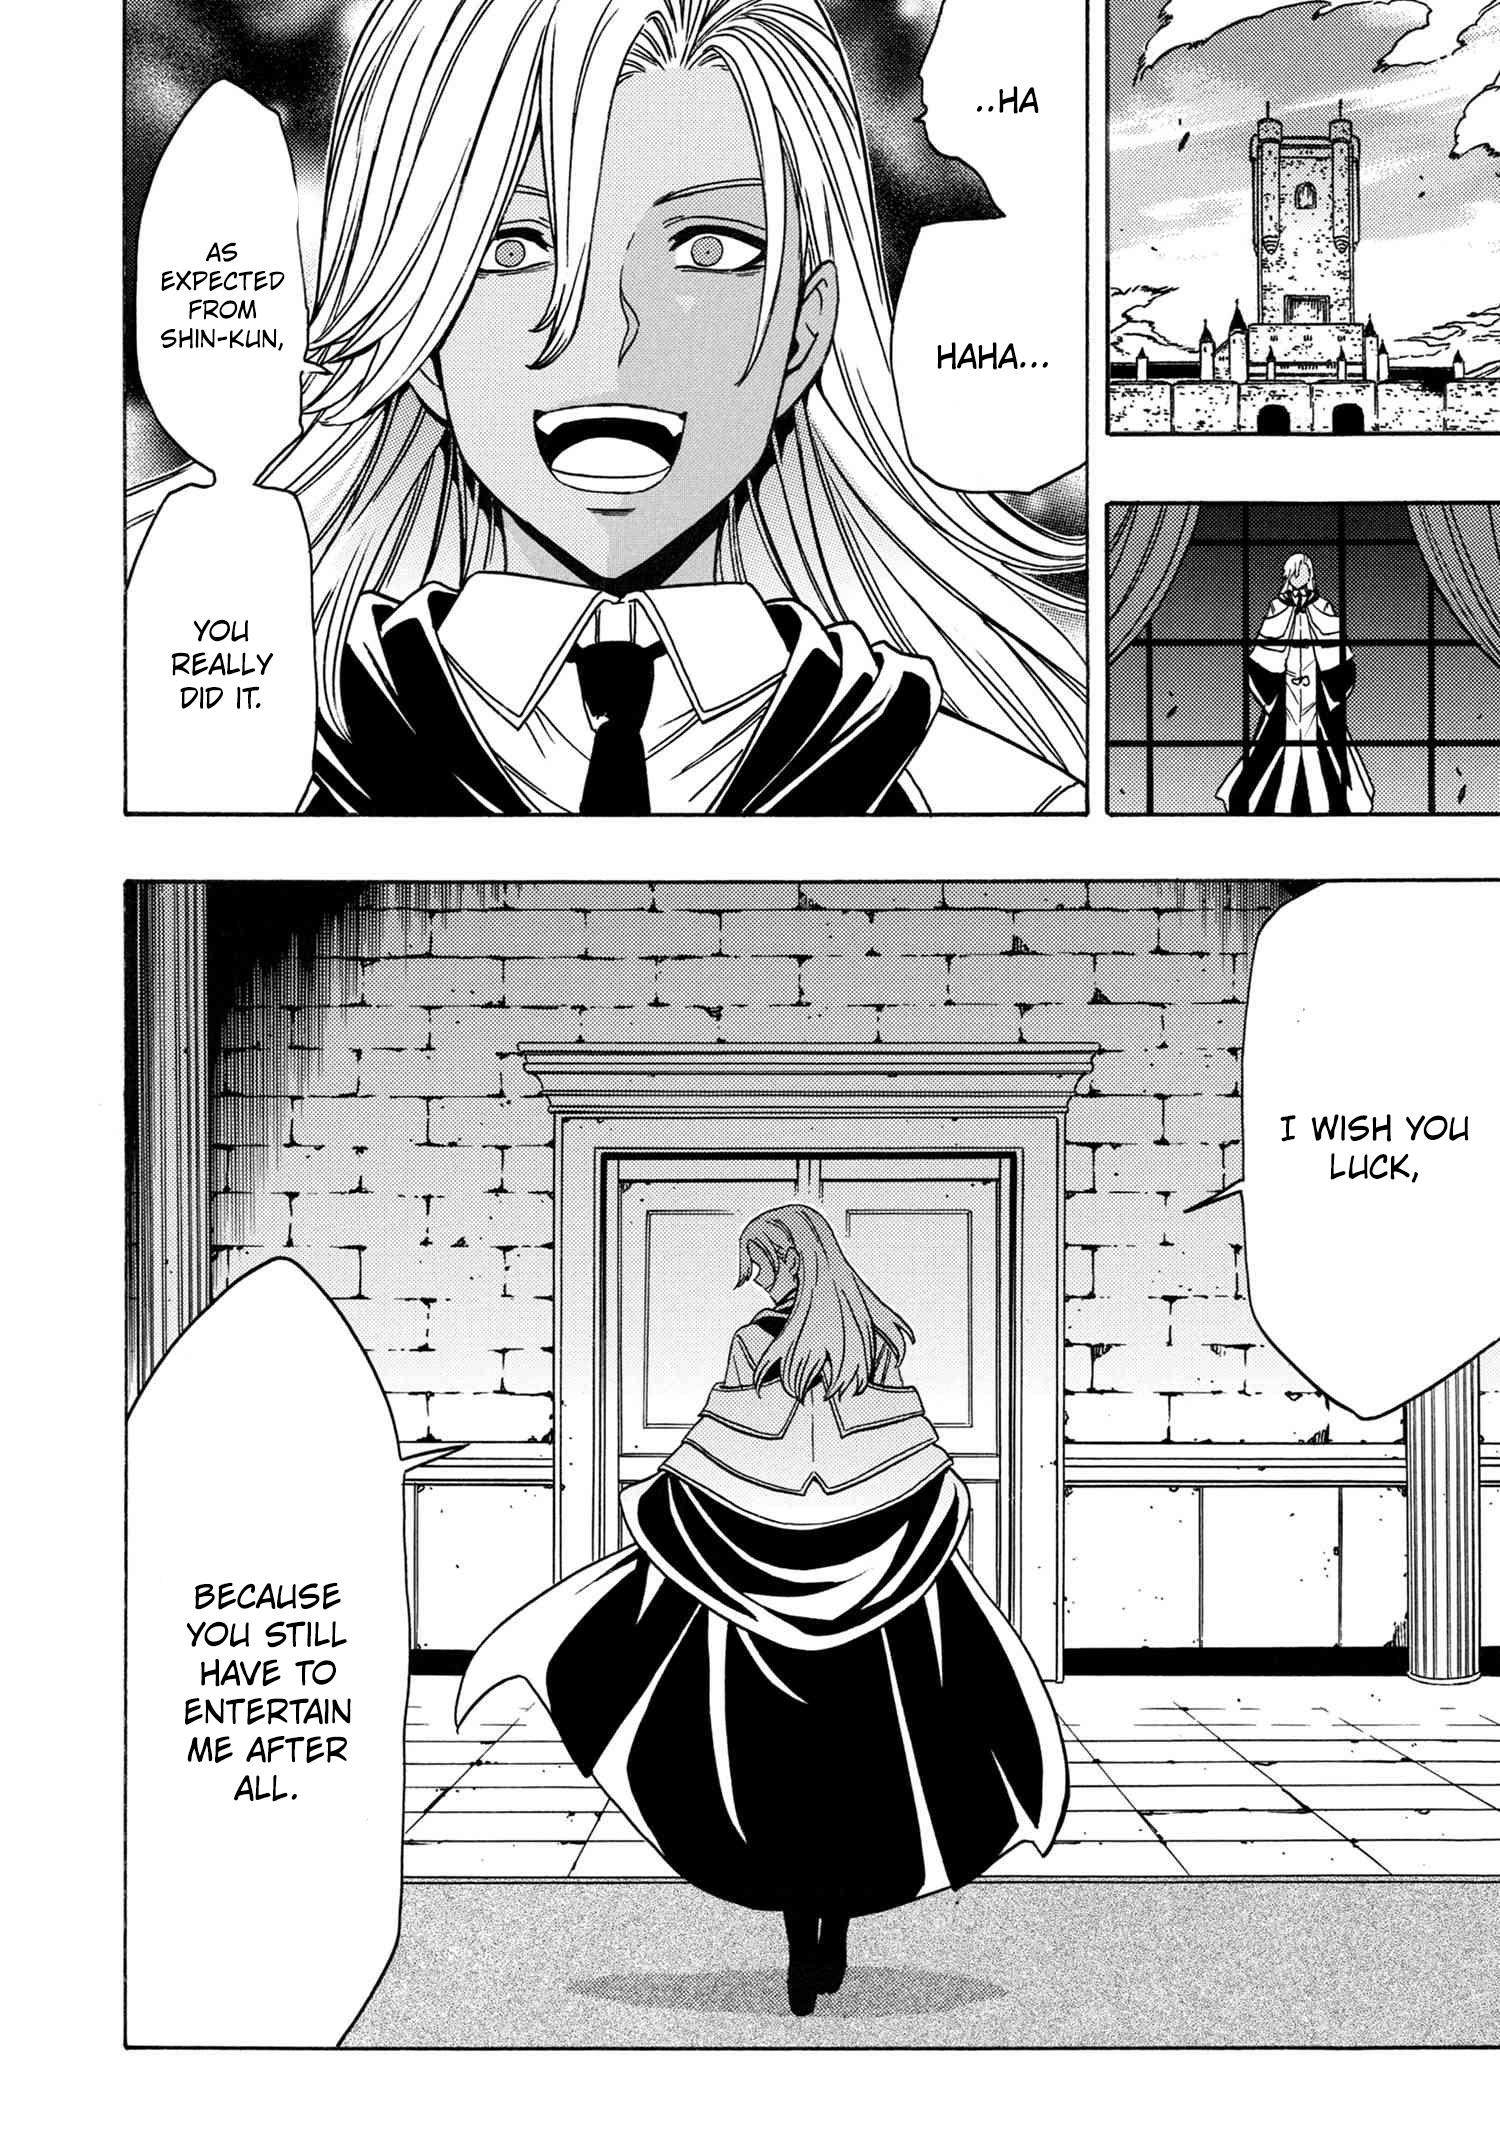 ..HA
HAHA...
AS
EXPECTED
FROM
SHIN-KUN,
YOU
REALLY
DID IT.
I WISH YOU
LUCK,
BECAUSE
YOU STILL
HAVE TO
ENTERTAIN
ME AFTER
ALL.